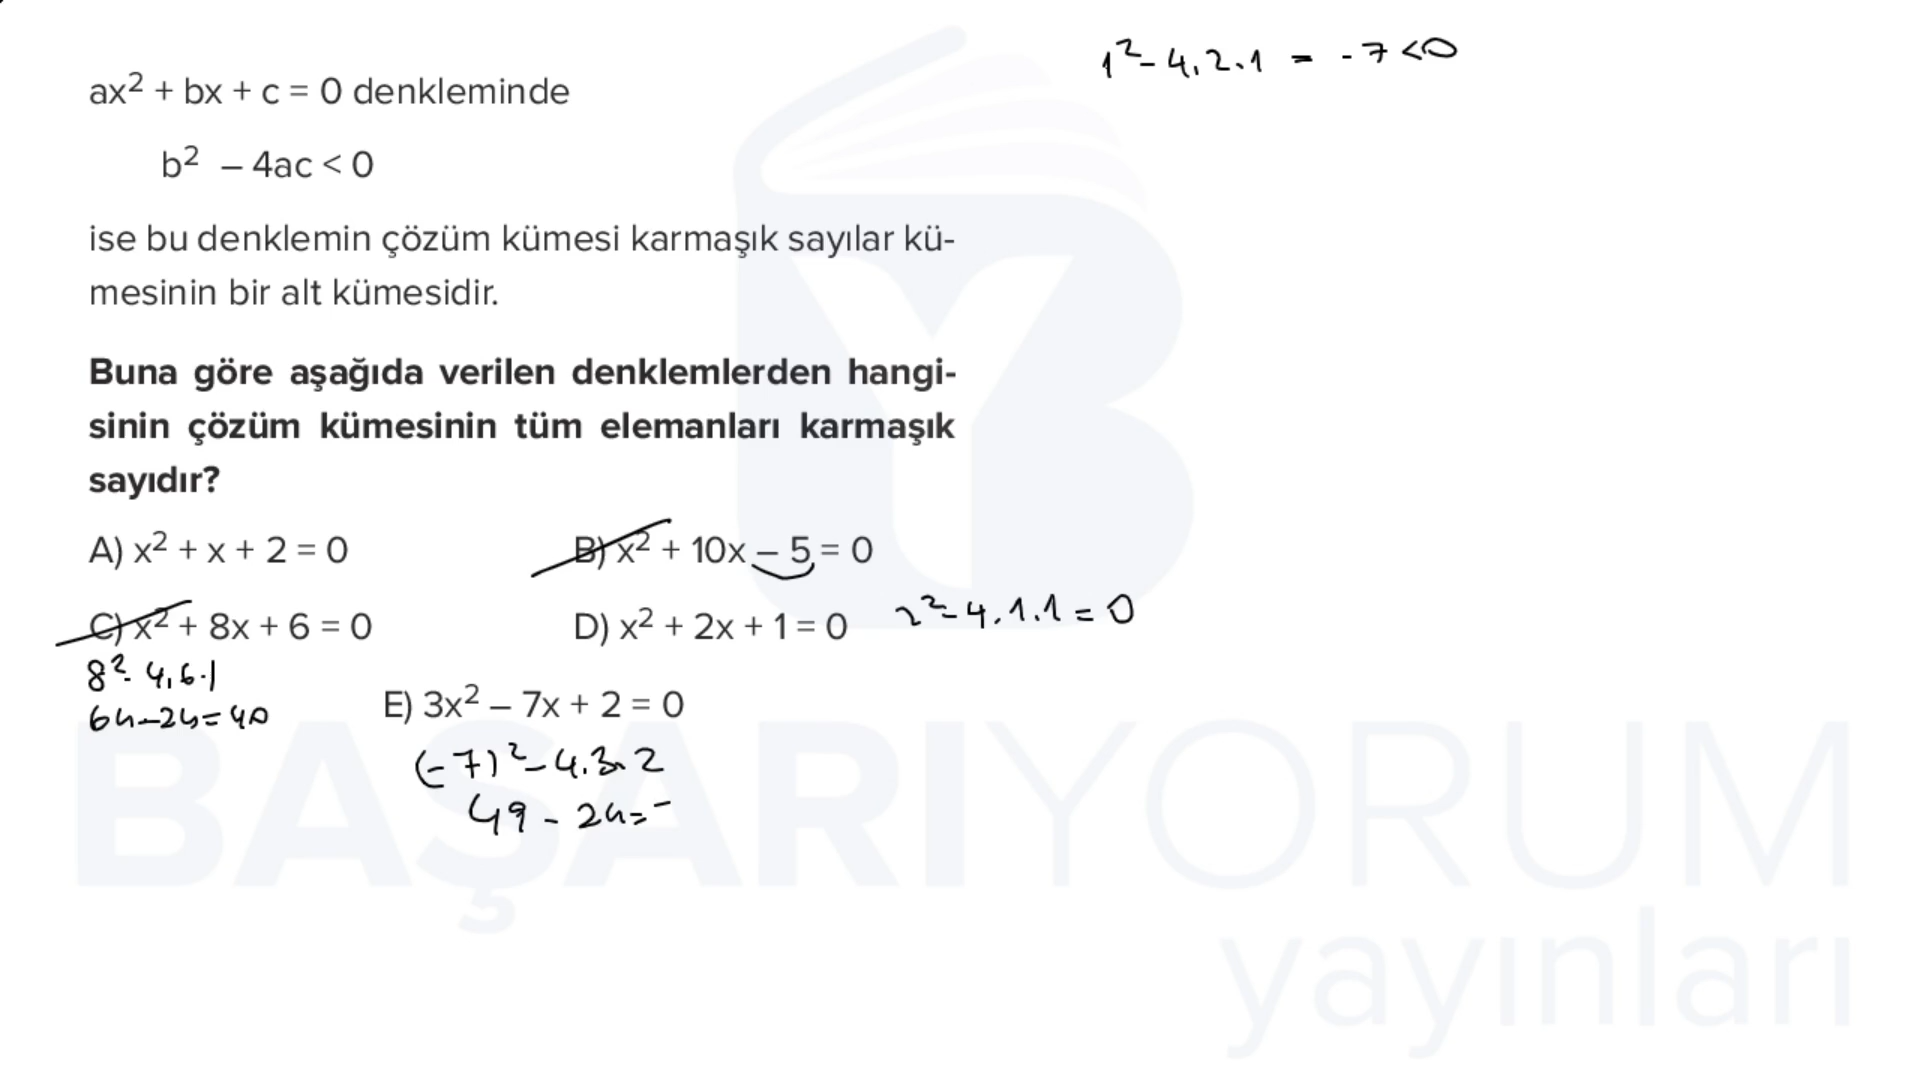 1² - 4.2.1 = -7 < 0
ax² + bx + c = 0 denkleminde
b² – 4ac < 0
ise bu denklemin çözüm kümesi karmaşık sayılar kü-
mesinin bir alt kümesidir.
Buna göre aşağıda verilen denklemlerden hangi-
sinin çözüm kümesinin tüm elemanları karmaşık
sayıdır?
A) x² + x + 2 = 0
B) x² + 10x – 5 = 0
C) x² + 8x + 6 = 0
D) x² + 2x + 1 = 0
2² - 4.1.1 = 0
8² - 4.6.1
64 - 24 = 40
E) 3x² – 7x + 2 = 0
(-7)² - 4.3.2
49 - 24 = -
BAŞARIYORUM
yayınları